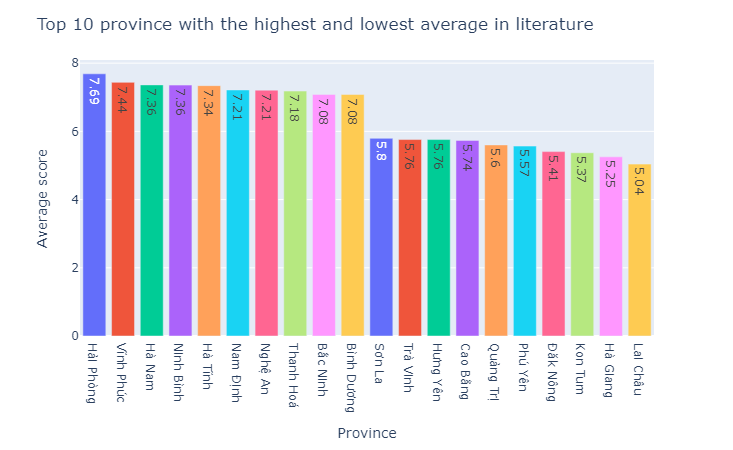 Top 10 province with the highest and lowest average in literature
Average score
8
6
4
2
0
7.69
7.44
7.36
7.36
7.34
7.21
7.21
7.18
7.08
7.08
5.8
5.76
5.76
5.74
5.6
5.57
5.41
5.37
5.25
5.04
Hải Phòng
Vĩnh Phúc
Hà Nam
Ninh Bình
Hà Tĩnh
Nam Định
Nghệ An
Thanh Hoá
Bắc Ninh
Bình Dương
Sơn La
Trà Vinh
Hưng Yên
Cao Bằng
Quảng Trị
Phú Yên
Đăk Nông
Kon Tum
Hà Giang
Lai Châu
Province